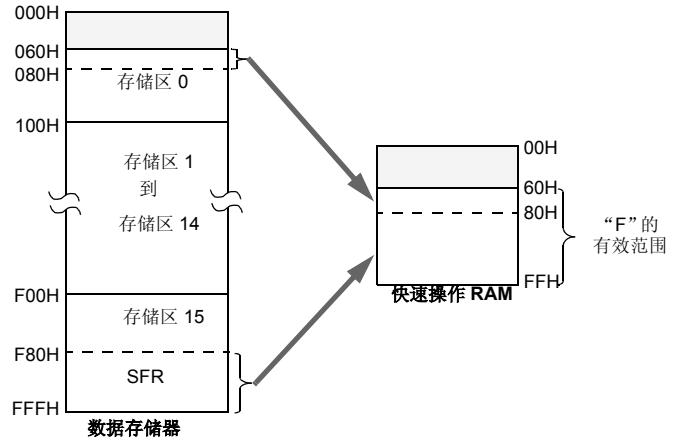 000H
060H
080H
存储区 0
100H
存储区 1
到
存储区 14
F00H
存储区 15
F80H
SFR
FFFH
数据存储器
00H
60H
80H
FFH
快速操作 RAM
“F”的
有效范围